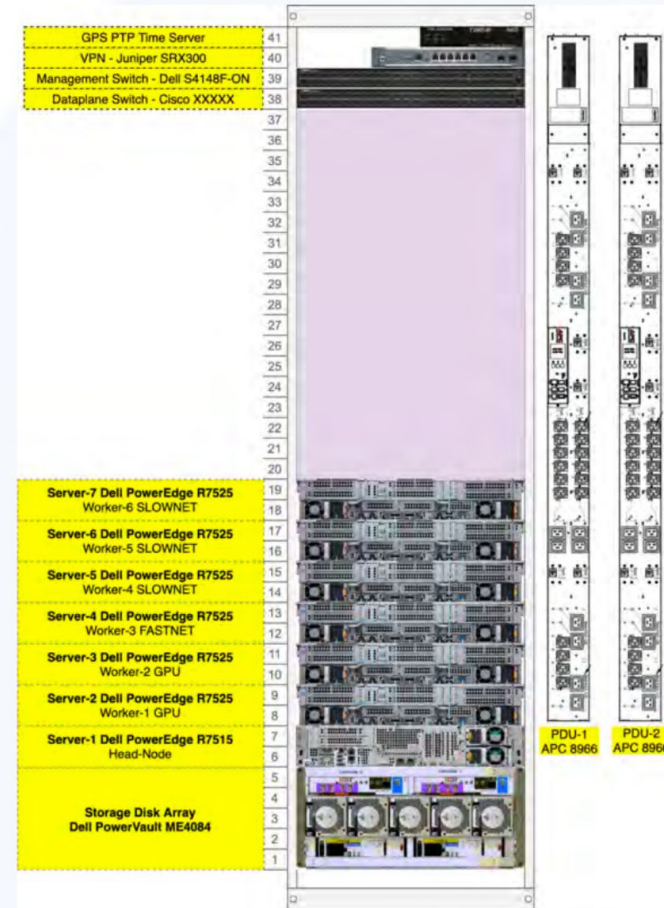 GPS PTP Time Server 41
VPN - Juniper SRX300 40
Management Switch - Dell S4148F-ON 39
Dataplane Switch - Cisco XXXXX 38
37
36
35
34
33
32
31
30
29
28
27
26
25
24
23
22
21
20
Server-7 Dell PowerEdge R7525 19
Worker-6 SLOWNET 18
Server-6 Dell PowerEdge R7525 17
Worker-5 SLOWNET 16
Server-5 Dell PowerEdge R7525 15
Worker-4 SLOWNET 14
Server-4 Dell PowerEdge R7525 13
Worker-3 FASTNET 12
Server-3 Dell PowerEdge R7525 11
Worker-2 GPU 10
Server-2 Dell PowerEdge R7525 9
Worker-1 GPU 8
Server-1 Dell PowerEdge R7515 7
Head-Node 6
5
4
Storage Disk Array 3
Dell PowerVault ME4084
2
1
PDU-1
APC 8966
PDU-2
APC 8966